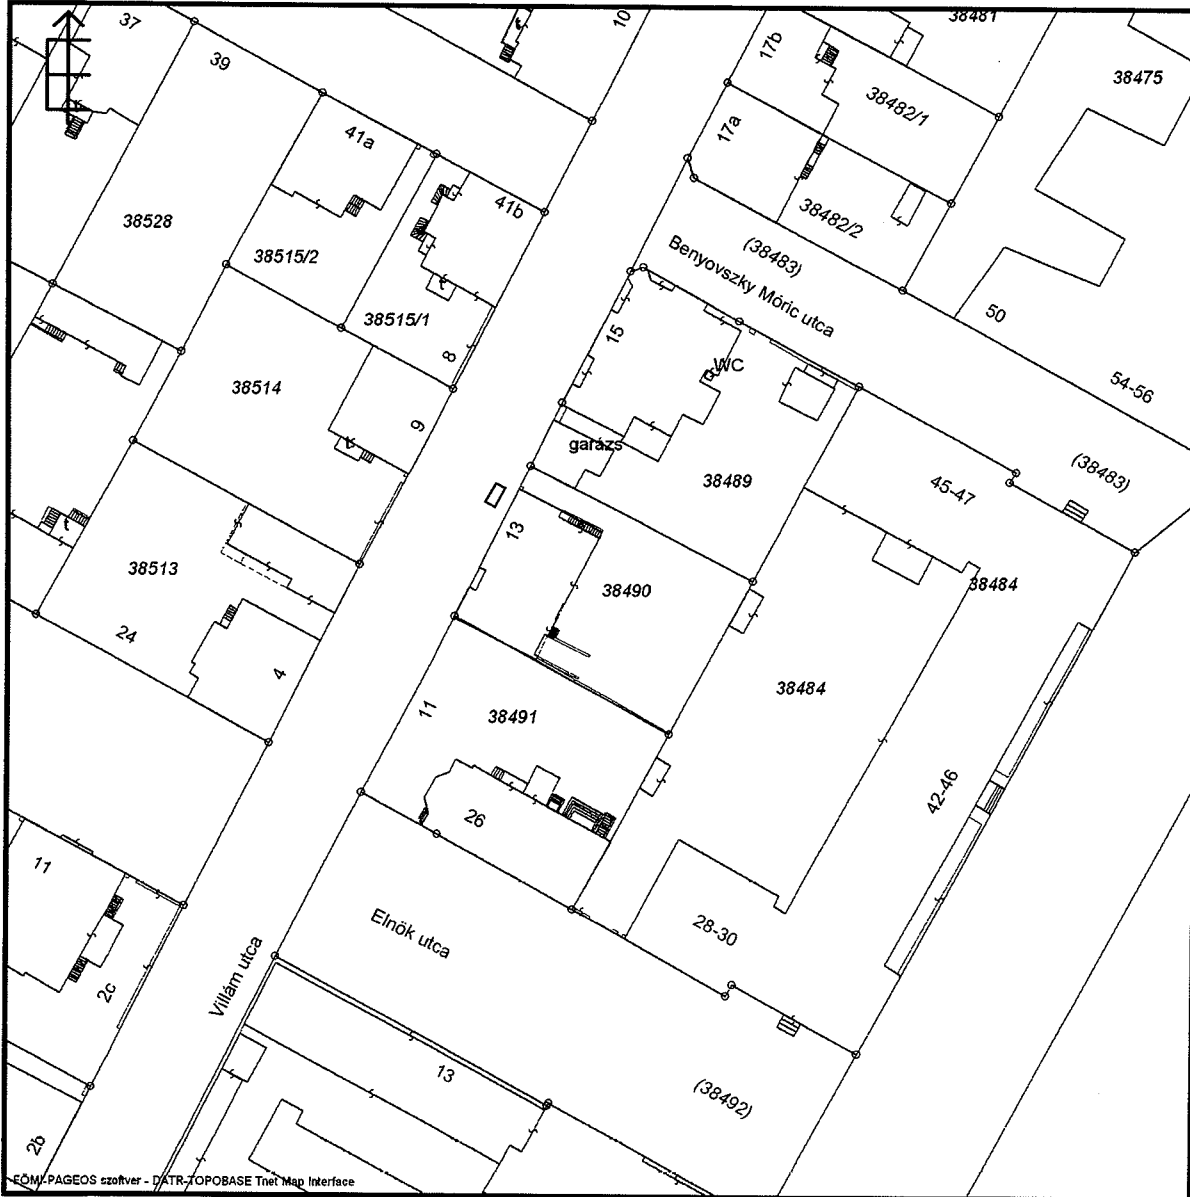 37
39
10
17b
38481
38475
41a
17a
38482/1
38528
41b
38482/2
(38483)
38515/2
Benyovszky Móric utca
50
38515/1
15
8
WC
54-56
38514
9
garázs
38489
45-47
(38483)
13
38513
38490
38484
24
4
38484
11
38491
26
42-46
11
28-30
Elnök utca
Villám utca
2c
13
(38492)
2b
FÖMI-PAGEOS szoftver - DATR-TOPOBASE Tnet Map Interface